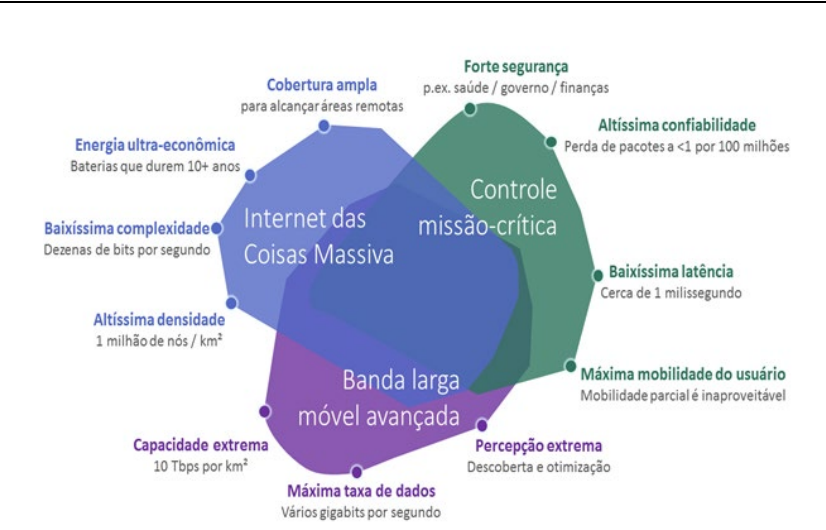 Forte segurança
p.ex. saúde / governo / finanças
Cobertura ampla
para alcançar áreas remotas
Altíssima confiabilidade
Perda de pacotes a <1 por 100 milhões
Energia ultra-econômica
Baterias que durem 10+ anos
Controle
missão-crítica
Internet das
Coisas Massiva
Baixíssima complexidade
Dezenas de bits por segundo
Baixíssima latência
Cerca de 1 milissegundo
Altíssima densidade
1 milhão de nós / km²
Máxima mobilidade do usuário
Mobilidade parcial é inaproveitável
Banda larga
móvel avançada
Capacidade extrema
10 Tbps por km²
Percepção extrema
Descoberta e otimização
Máxima taxa de dados
Vários gigabits por segundo